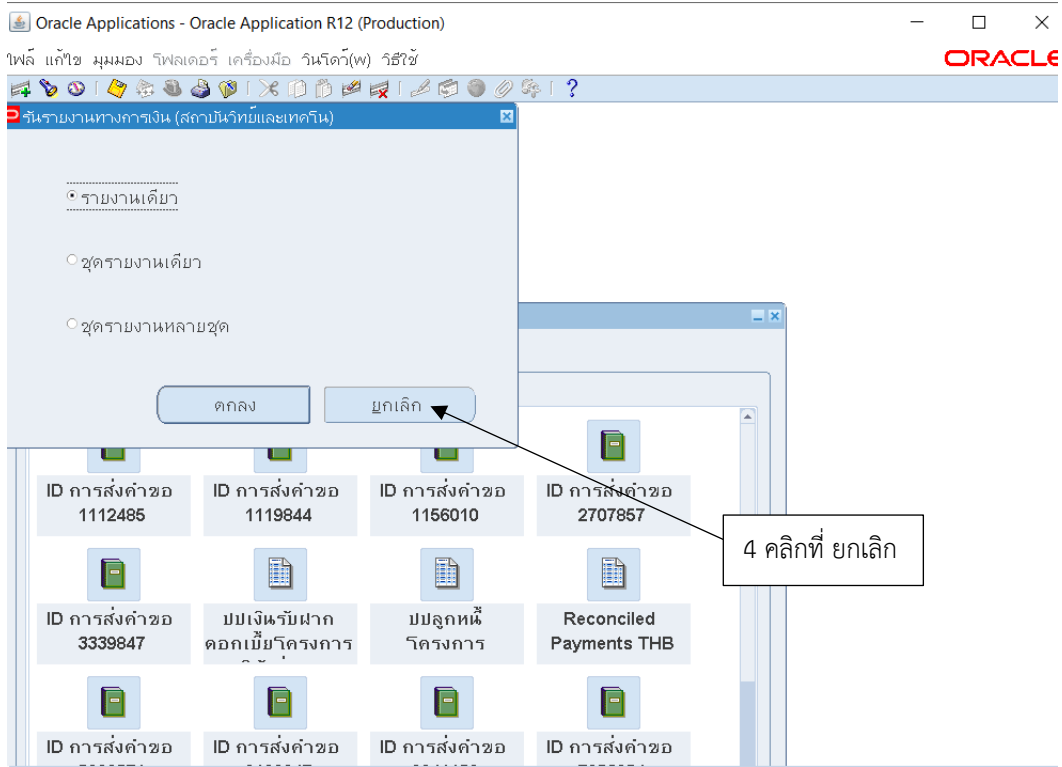 Oracle Applications - Oracle Application R12 (Production)
ไฟล์ แก้ไข มุมมอง โฟลเดอร์ เครื่องมือ วินโดว์(w) วิธีใช้
ORACLE
รันรายงานทางการเงิน (สถาบันวิทย์และเทคโน)
รายงานเดียว
ชุดรายงานเดียว
ชุดรายงานหลายชุด
ตกลง
ยกเลิก
ID การส่งคำขอ
1112485
ID การส่งคำขอ
1119844
ID การส่งคำขอ
1156010
ID การส่งคำขอ
2707857
4 คลิกที่ ยกเลิก
ID การส่งคำขอ
3339847
ปปเงินรับฝาก
ดอกเบี้ยโครงการ
ปปลูกหนี้
โครงการ
Reconciled
Payments THB
ID การส่งคำขอ
ID การส่งคำขอ
ID การส่งคำขอ
ID การส่งคำขอ